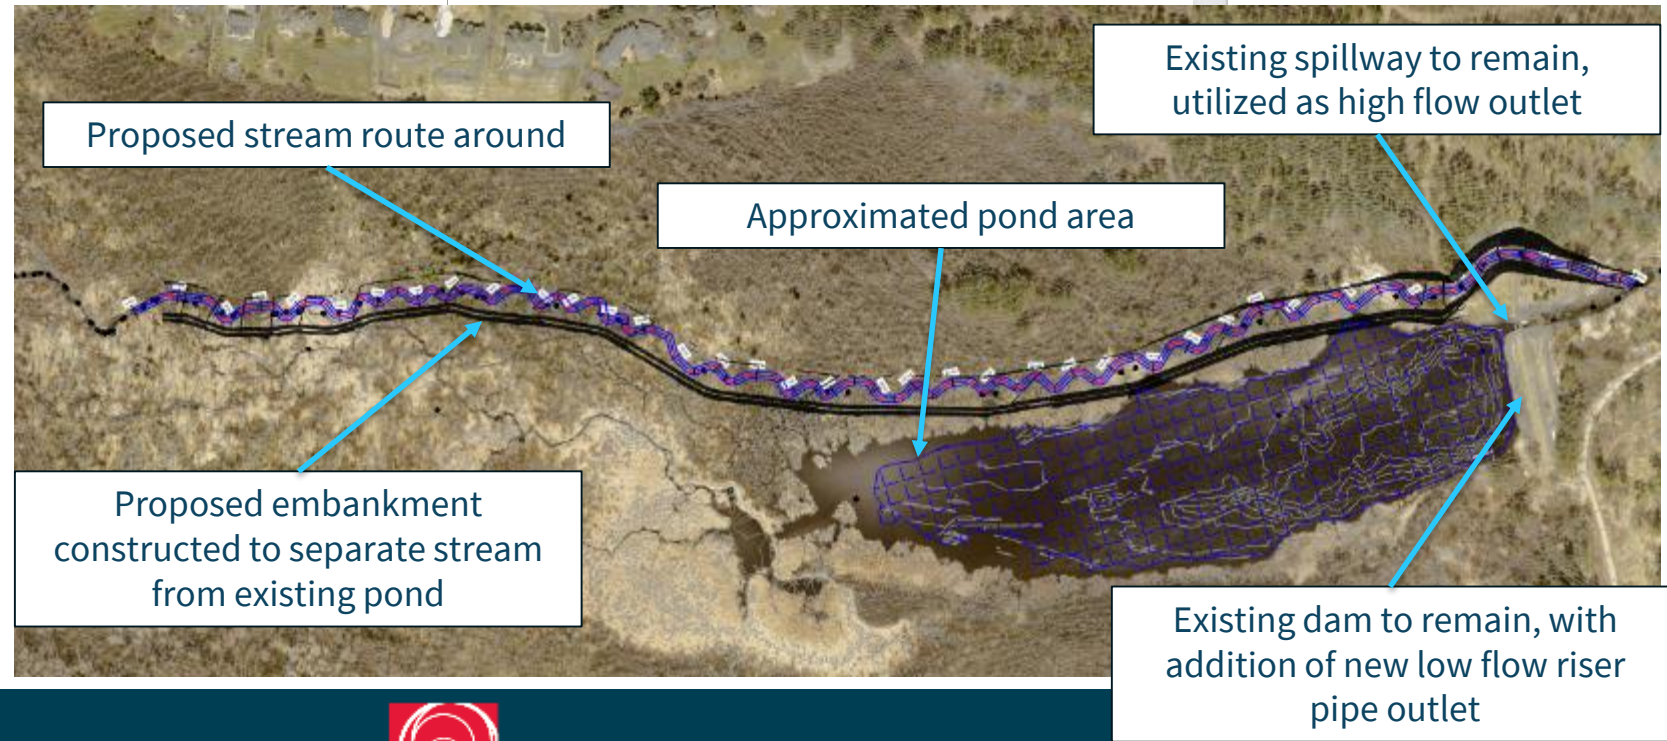 Existing spillway to remain,
utilized as high flow outlet
Proposed stream route around
Approximated pond area
Proposed embankment
constructed to separate stream
from existing pond
Existing dam to remain, with
addition of new low flow riser
pipe outlet